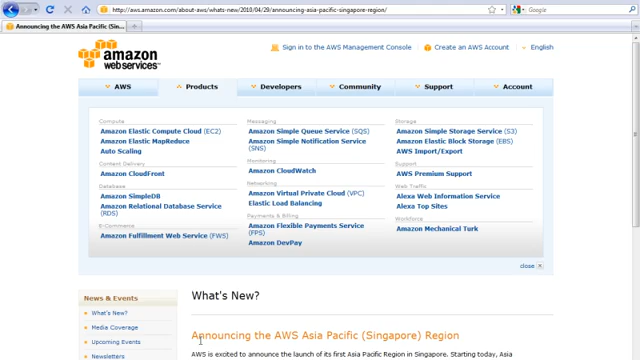 http://aws.amazon.com/about-aws/whats-new/2010/04/29/announcing-asia-pacific-singapore-region/
Google
Announcing the AWS Asia Pacific (Sin...
amazon
web services™
Sign in to the AWS Management Console
Create an AWS Account
English
AWS
Products
Developers
Community
Support
Account
Compute
Amazon Elastic Compute Cloud (EC2)
Amazon Elastic MapReduce
Auto Scaling
Content Delivery
Amazon CloudFront
Database
Amazon SimpleDB
Amazon Relational Database Service
(RDS)
E-Commerce
Amazon Fulfillment Web Service (FWS)
Messaging
Amazon Simple Queue Service (SQS)
Amazon Simple Notification Service
(SNS)
Monitoring
Amazon CloudWatch
Networking
Amazon Virtual Private Cloud (VPC)
Elastic Load Balancing
Payments & Billing
Amazon Flexible Payments Service
(FPS)
Amazon DevPay
Storage
Amazon Simple Storage Service (S3)
Amazon Elastic Block Storage (EBS)
AWS Import/Export
Support
AWS Premium Support
Web Traffic
Alexa Web Information Service
Alexa Top Sites
Workforce
Amazon Mechanical Turk
close
News & Events
What's New?
Media Coverage
Upcoming Events
Newsletters
What's New?
Announcing the AWS Asia Pacific (Singapore) Region
AWS is excited to announce the launch of its first Asia Pacific Region in Singapore. Starting today, Asia